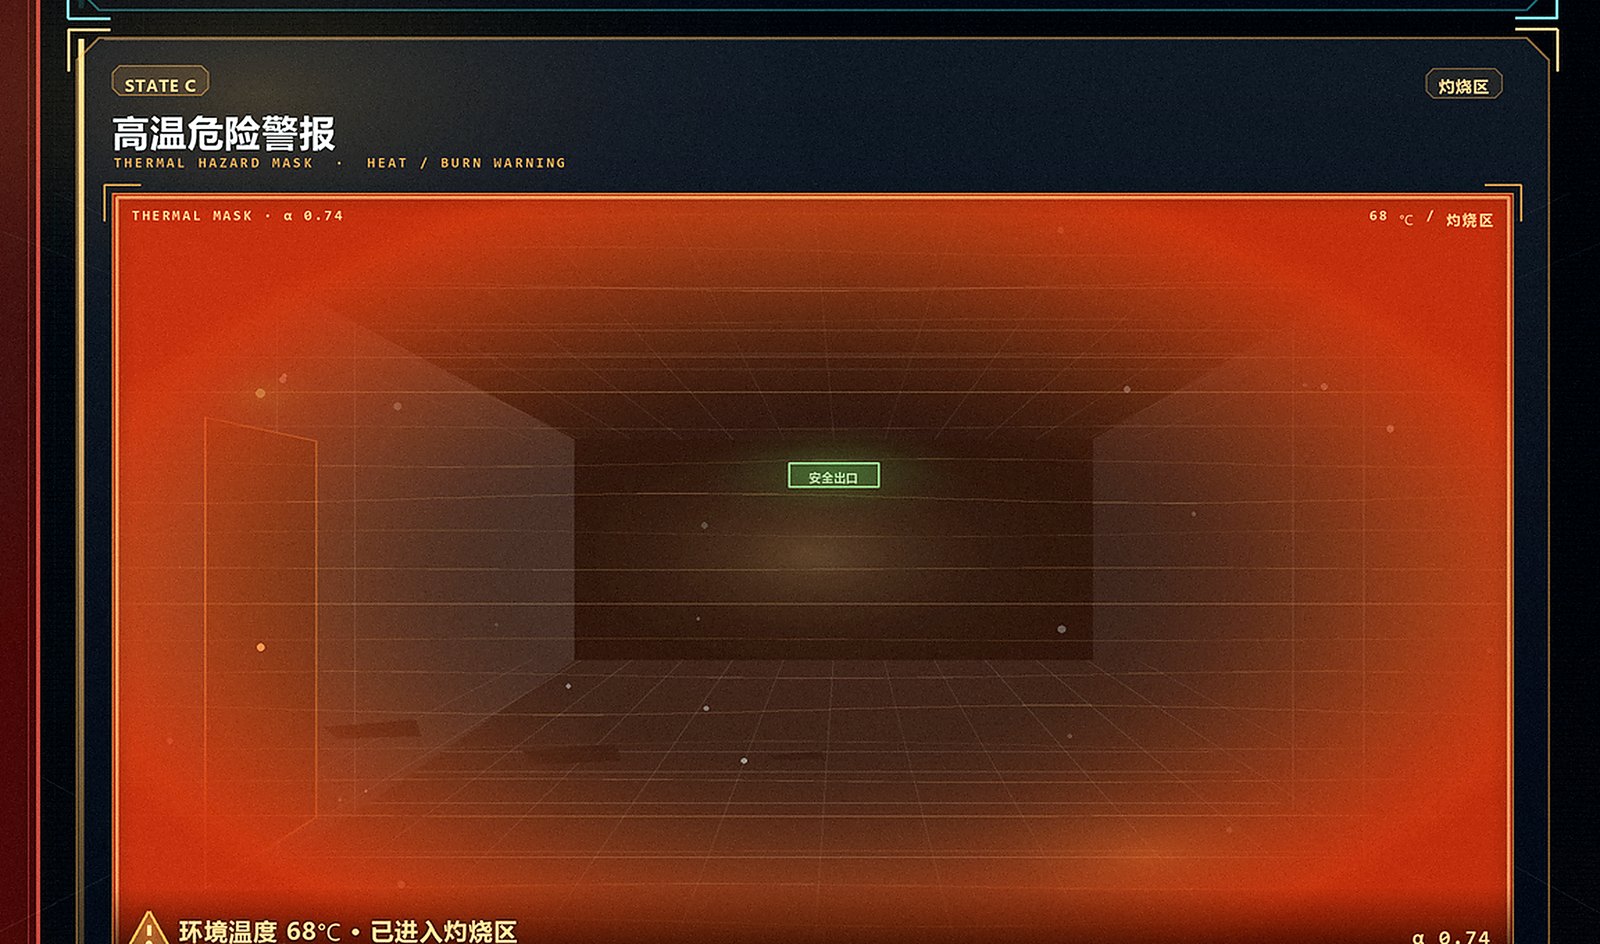 STATE C
灼烧区
高温危险警报
THERMAL HAZARD MASK · HEAT / BURN WARNING
THERMAL MASK · α 0.74
68 ℃ / 灼烧区
安全出口
环境温度 68℃ · 已进入灼烧区
α 0.74